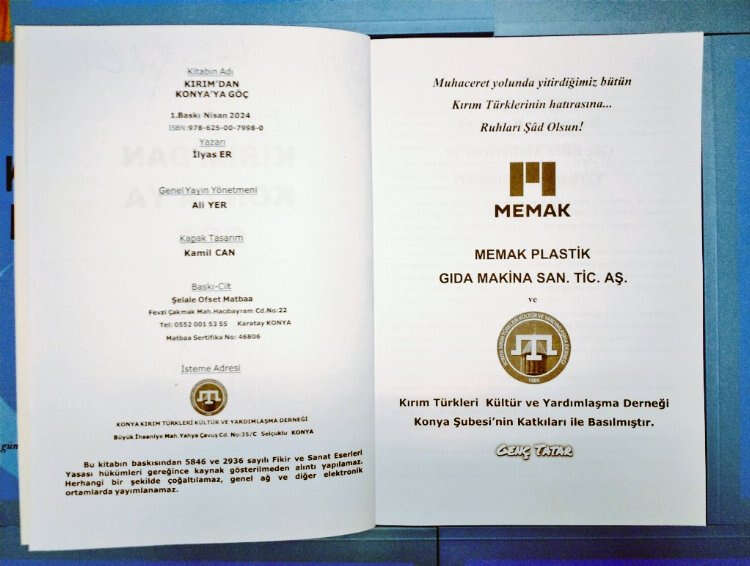 Kitabın Adı
KIRIM'DAN
KONYA'YA GÖÇ
1.Baskı Nisan 2024
ISBN:978-625-00-7998-0
Yazarı
İlyas ER
Genel Yayın Yönetmeni
Ali YER
Kapak Tasarım
Kamil CAN
Baskı-Cilt
Şelale Ofset Matbaa
Fevzi Çakmak Mah.Hacıbayram Cd.No:22
Tel: 0552 001 53 55 Karatay KONYA
Matbaa Sertifika No: 46806
İsteme Adresi
KONYA KIRIM TÜRKLERİ KÜLTÜR VE YARDIMLAŞMA DERNEĞİ
Büyük İhsaniye Mah. Yahya Çavuş Cd. No:35/C Selçuklu KONYA
Bu kitabın baskısından 5846 ve 2936 sayılı Fikir ve Sanat Eserleri
Yasası hükümleri gereğince kaynak gösterilmeden alıntı yapılamaz.
Herhangi bir şekilde çoğaltılamaz, genel ağ ve diğer elektronik
ortamlarda yayımlanamaz.
Muhaceret yolunda yitirdiğimiz bütün
Kırım Türklerinin hatırasına...
Ruhları Şâd Olsun!
MEMAK
MEMAK PLASTİK
GIDA MAKİNA SAN. TİC. AŞ.
ve
Kırım Türkleri Kültür ve Yardımlaşma Derneği
Konya Şubesi'nin Katkıları ile Basılmıştır.
GENÇ TATAR